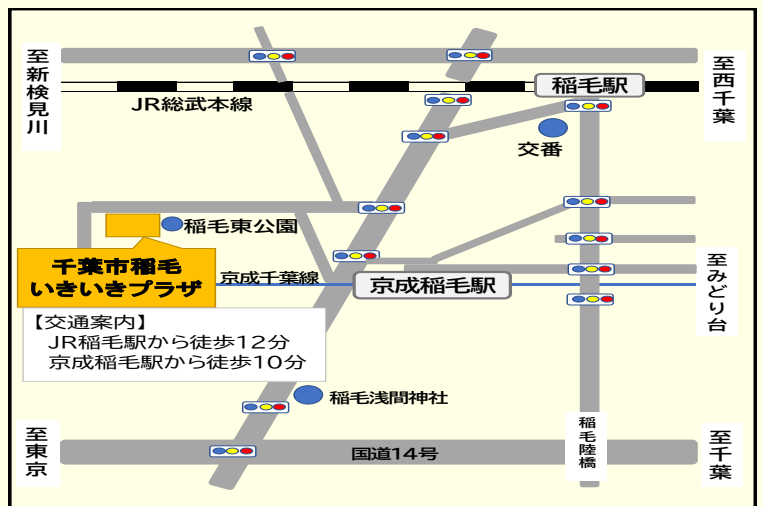 至新検見川
至西千葉
稲毛駅
JR総武本線
交番
稲毛東公園
千葉市稲毛
いきいきプラザ
京成千葉線
京成稲毛駅
至みどり台
【交通案内】
JR稲毛駅から徒歩12分
京成稲毛駅から徒歩10分
稲毛浅間神社
稲毛陸橋
至東京
国道14号
至千葉